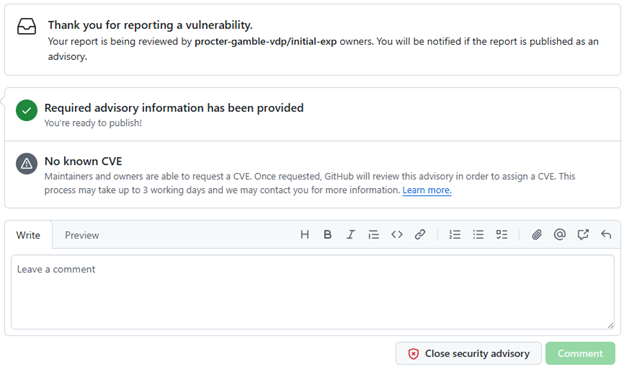 Thank you for reporting a vulnerability.
Your report is being reviewed by procter-gamble-vdp/initial-exp owners. You will be notified if the report is published as an
advisory.
Required advisory information has been provided
You're ready to publish!
No known CVE
Maintainers and owners are able to request a CVE. Once requested, GitHub will review this advisory in order to assign a CVE. This
process may take up to 3 working days and we may contact you for more information. Learn more.
Write Preview
Leave a comment
Close security advisory Comment